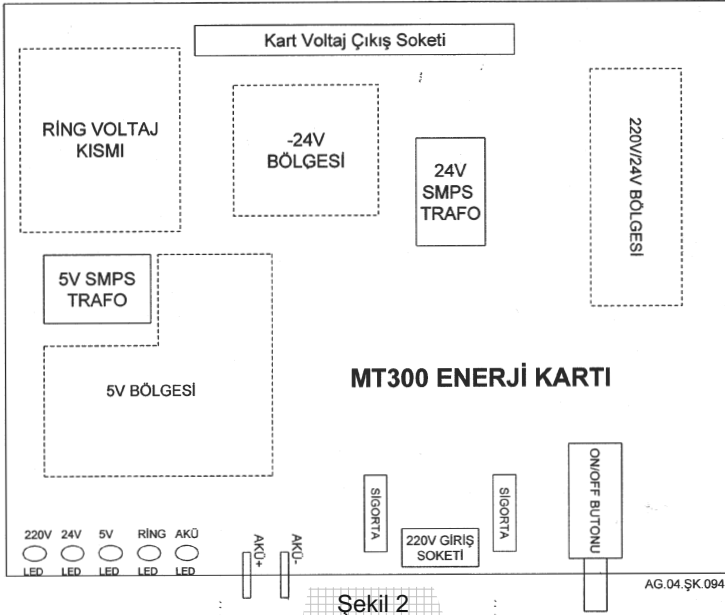 Kart Voltaj Çıkış Soketi
RİNG VOLTAJ
KISMI
-24V
BÖLGESİ
24V
SMPS
TRAFO
220V/24V BÖLGESİ
5V SMPS
TRAFO
5V BÖLGESİ
MT300 ENERJİ KARTI
SİGORTA
220V GİRİŞ
SOKETİ
SİGORTA
ON/OFF BUTONU
220V 24V 5V RİNG AKÜ
LED LED LED LED LED
AKÜ+
AKÜ-
AG.04.ŞK.094
Şekil 2